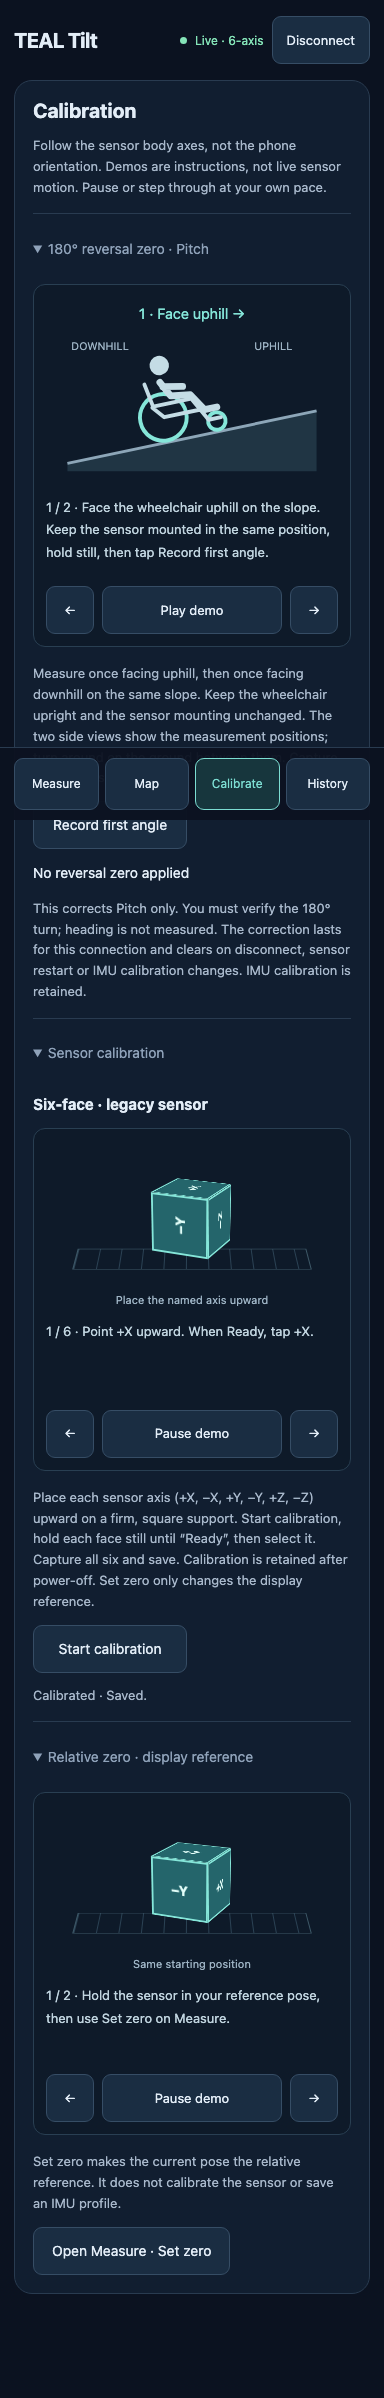 TEAL Tilt
Live · 6-axis
Disconnect
Calibration
Follow the sensor body axes, not the phone
orientation. Demos are instructions, not live sensor
motion. Pause or step through at your own pace.
▼ 180° reversal zero · Pitch
1 · Face uphill →
DOWNHILL
UPHILL
1 / 2 · Face the wheelchair uphill on the slope.
Keep the sensor mounted in the same position,
hold still, then tap Record first angle.
←
Play demo
→
Measure once facing uphill, then once facing
downhill on the same slope. Keep the wheelchair
upright and the sensor mounting unchanged. The
two side views show the measurement positions;
Measure
Map
Calibrate
History
Record first angle
No reversal zero applied
This corrects Pitch only. You must verify the 180°
turn; heading is not measured. The correction lasts
for this connection and clears on disconnect, sensor
restart or IMU calibration changes. IMU calibration is
retained.
▼ Sensor calibration
Six-face · legacy sensor
−Y
Place the named axis upward
1 / 6 · Point +X upward. When Ready, tap +X.
←
Pause demo
→
Place each sensor axis (+X, −X, +Y, −Y, +Z, −Z)
upward on a firm, square support. Start calibration,
hold each face still until “Ready”, then select it.
Capture all six and save. Calibration is retained after
power-off. Set zero only changes the display
reference.
Start calibration
Calibrated · Saved.
▼ Relative zero · display reference
+Z
−Y
+X
Same starting position
1 / 2 · Hold the sensor in your reference pose,
then use Set zero on Measure.
←
Pause demo
→
Set zero makes the current pose the relative
reference. It does not calibrate the sensor or save
an IMU profile.
Open Measure · Set zero